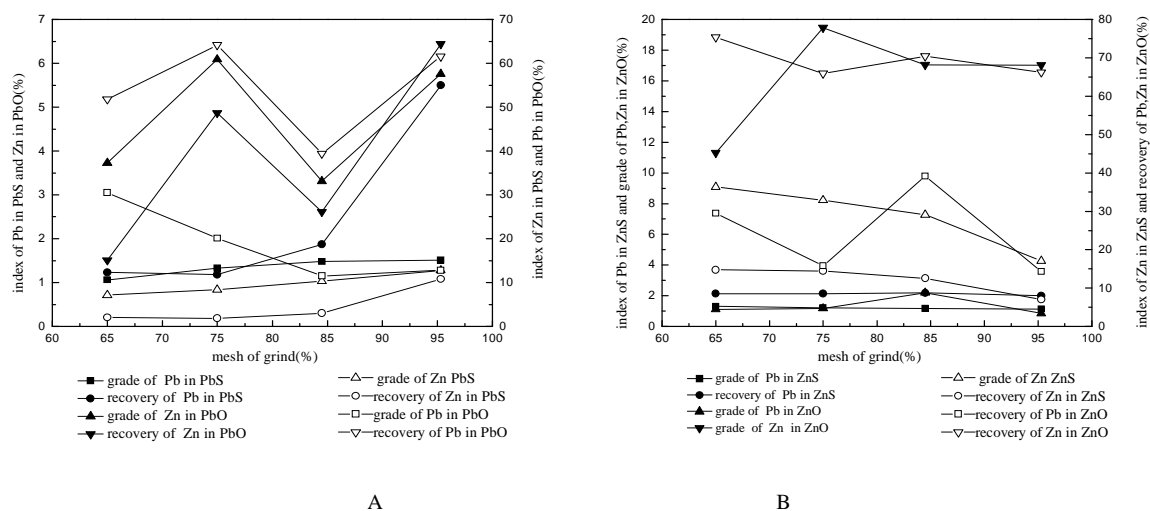 7
6
5
4
3
2
1
0
60 65 70 75 80 85 90 95 100
70
60
50
40
30
20
10
0
index of Pb in PbS and Zn in PbO(%)
index of Zn in PbS and Pb in PbO(%)
mesh of grind(%)
grade of Pb in PbS
recovery of Pb in PbS
grade of Zn in PbO
recovery of Zn in PbO
grade of Zn PbS
recovery of Zn in PbS
grade of Pb in PbO
recovery of Pb in PbO
A
20
18
16
14
12
10
8
6
4
2
0
60 65 70 75 80 85 90 95 100
80
70
60
50
40
30
20
10
0
index of Pb in ZnS and grade of Pb,Zn in ZnO(%)
index of Zn in ZnS and recovery of Pb,Zn in ZnO(%)
mesh of grind(%)
grade of Pb in ZnS
recovery of Pb in ZnS
grade of Pb in ZnO
grade of Zn in ZnO
grade of Zn ZnS
recovery of Zn in ZnS
recovery of Pb in ZnO
recovery of Zn in ZnO
B